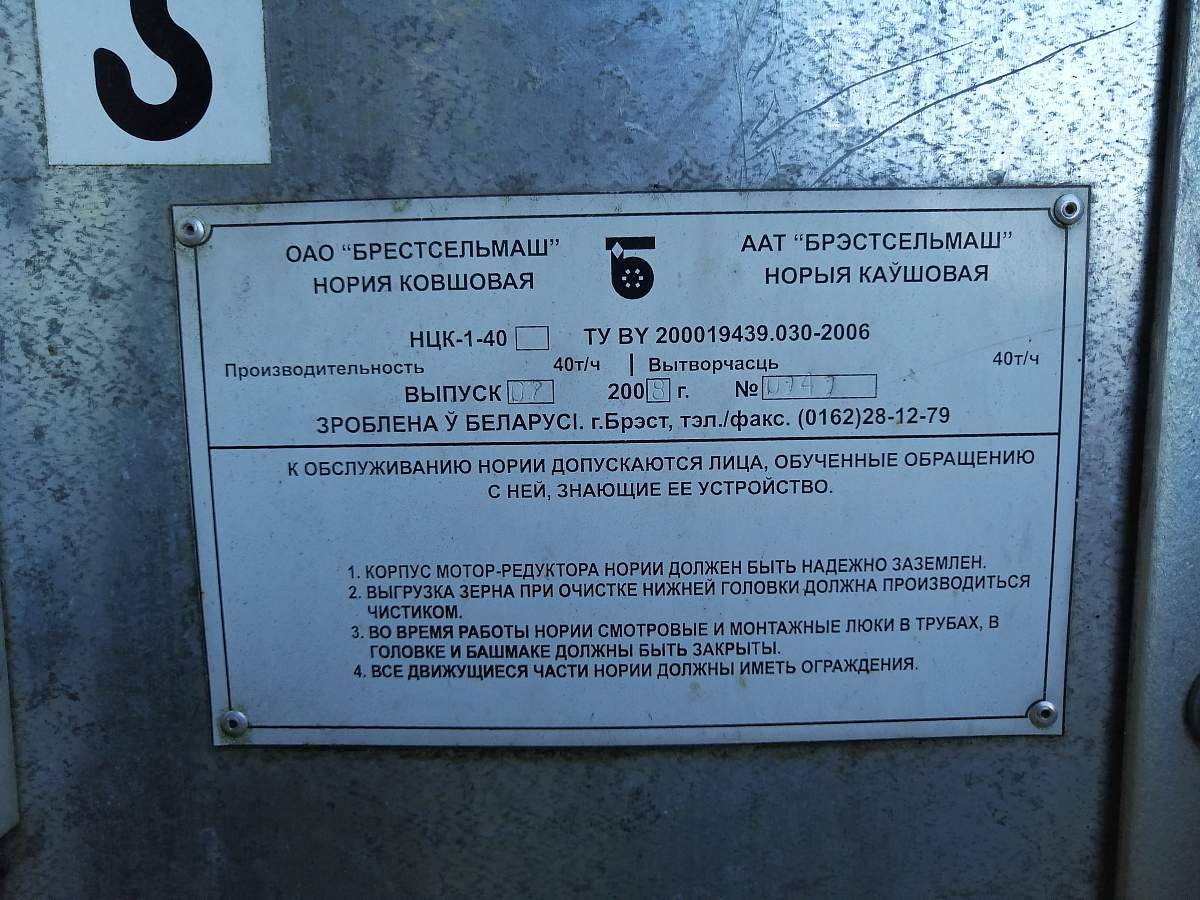 ОАО “БРЕСТСЕЛЬМАШ”
НОРИЯ КОВШОВАЯ
ААТ “БРЭСТСЕЛЬМАШ”
НОРЫЯ КАЎШОВАЯ
НЦК-1-40 ТУ BY 200019439.030-2006
Производительность 40т/ч | Вытворчасць 40т/ч
ВЫПУСК 07 2008 г. №
ЗРОБЛЕНА Ў БЕЛАРУСІ. г.Брэст, тэл./факс. (0162)28-12-79
К ОБСЛУЖИВАНИЮ НОРИИ ДОПУСКАЮТСЯ ЛИЦА, ОБУЧЕННЫЕ ОБРАЩЕНИЮ
С НЕЙ, ЗНАЮЩИЕ ЕЕ УСТРОЙСТВО.
1. КОРПУС МОТОР-РЕДУКТОРА НОРИИ ДОЛЖЕН БЫТЬ НАДЕЖНО ЗАЗЕМЛЕН.
2. ВЫГРУЗКА ЗЕРНА ПРИ ОЧИСТКЕ НИЖНЕЙ ГОЛОВКИ ДОЛЖНА ПРОИЗВОДИТЬСЯ
ЧИСТИКОМ.
3. ВО ВРЕМЯ РАБОТЫ НОРИИ СМОТРОВЫЕ И МОНТАЖНЫЕ ЛЮКИ В ТРУБАХ, В
ГОЛОВКЕ И БАШМАКЕ ДОЛЖНЫ БЫТЬ ЗАКРЫТЫ.
4. ВСЕ ДВИЖУЩИЕСЯ ЧАСТИ НОРИИ ДОЛЖНЫ ИМЕТЬ ОГРАЖДЕНИЯ.